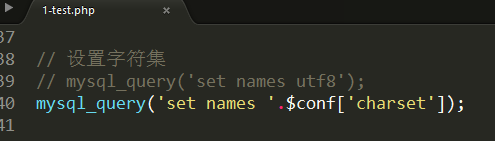 1-test.php ×
37
38 // 设置字符集
39 // mysql_query('set names utf8');
40 mysql_query('set names '.$conf['charset']);
41